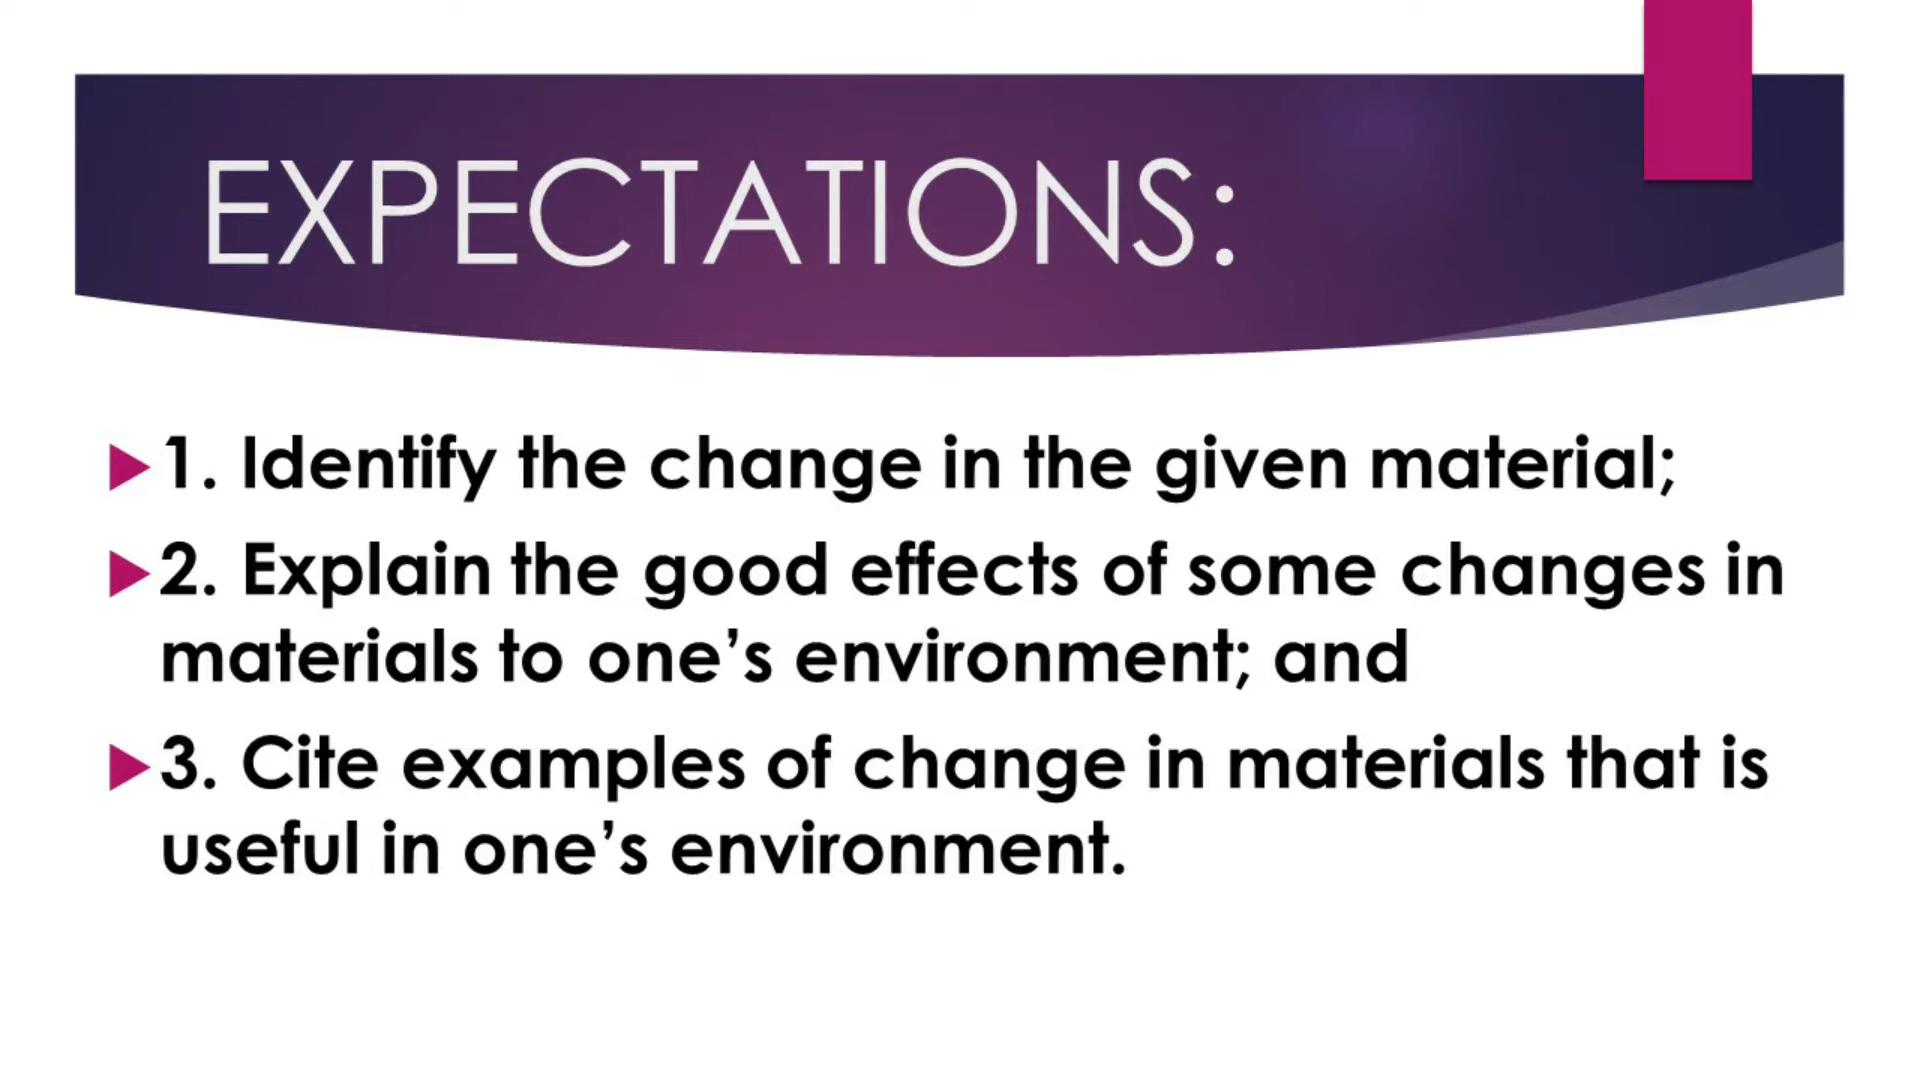 EXPECTATIONS:
1. Identify the change in the given material;
2. Explain the good effects of some changes in
materials to one’s environment; and
3. Cite examples of change in materials that is
useful in one’s environment.